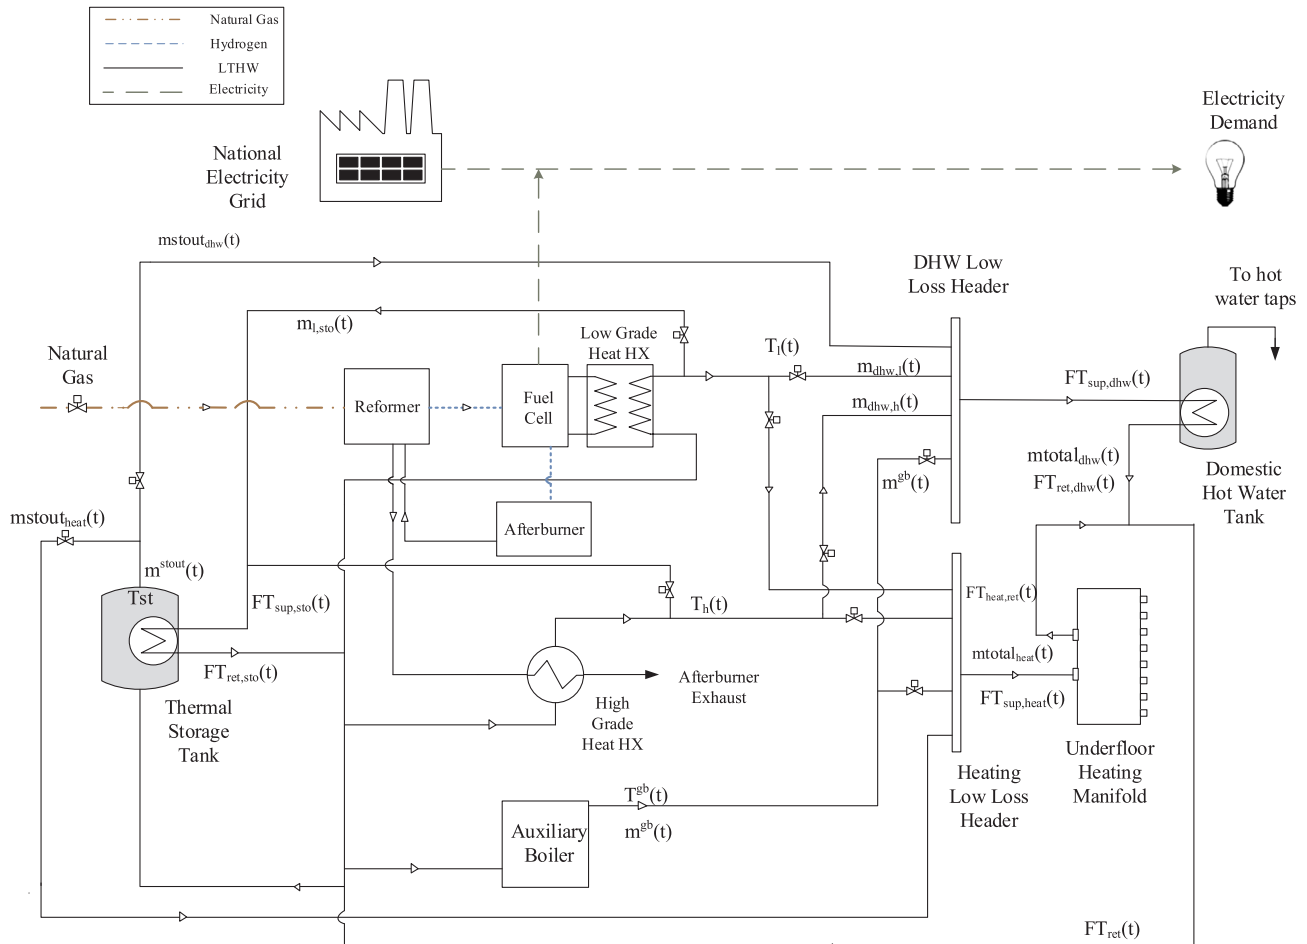 Natural Gas
Hydrogen
LTHW
Electricity
National
Electricity
Grid
Electricity
Demand
mstout_dhw(t)
DHW Low
Loss Header
To hot
water taps
m_l,sto(t)
Low Grade
Heat HX
T_l(t)
Natural
Gas
m_dhw,l(t)
FT_sup,dhw(t)
Reformer
Fuel
Cell
m_dhw,h(t)
mtotal_dhw(t)
FT_ret,dhw(t)
m^gb(t)
Domestic
Hot Water
Tank
mstout_heat(t)
Afterburner
m^stout(t)
Tst
FT_sup,sto(t)
T_h(t)
FT_heat,ret(t)
mtotal_heat(t)
FT_ret,sto(t)
Afterburner
Exhaust
FT_sup,heat(t)
Thermal
Storage
Tank
High
Grade
Heat HX
Underfloor
Heating
Manifold
Heating
Low Loss
Header
T^gb(t)
m^gb(t)
Auxiliary
Boiler
FT_ret(t)